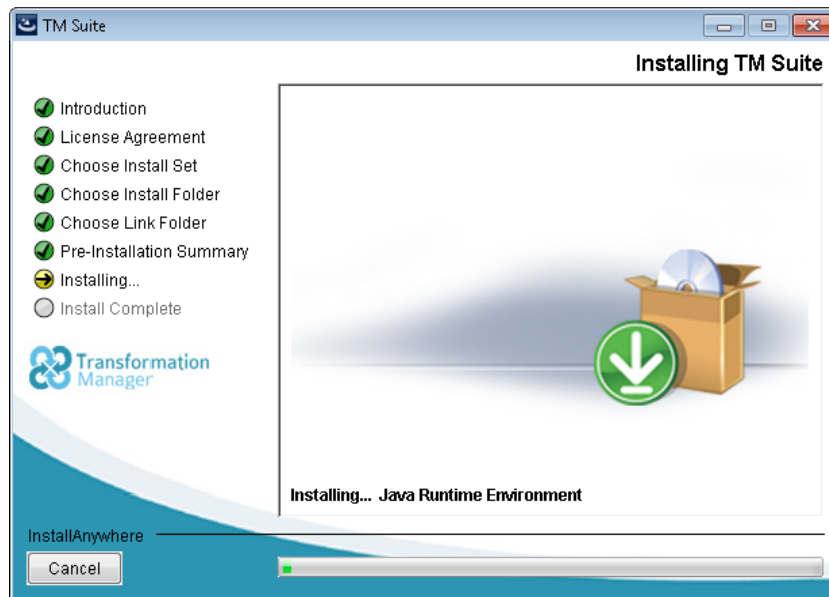 TM Suite
Installing TM Suite
Introduction
License Agreement
Choose Install Set
Choose Install Folder
Choose Link Folder
Pre-Installation Summary
Installing...
Install Complete
Transformation
Manager
Installing... Java Runtime Environment
InstallAnywhere
Cancel